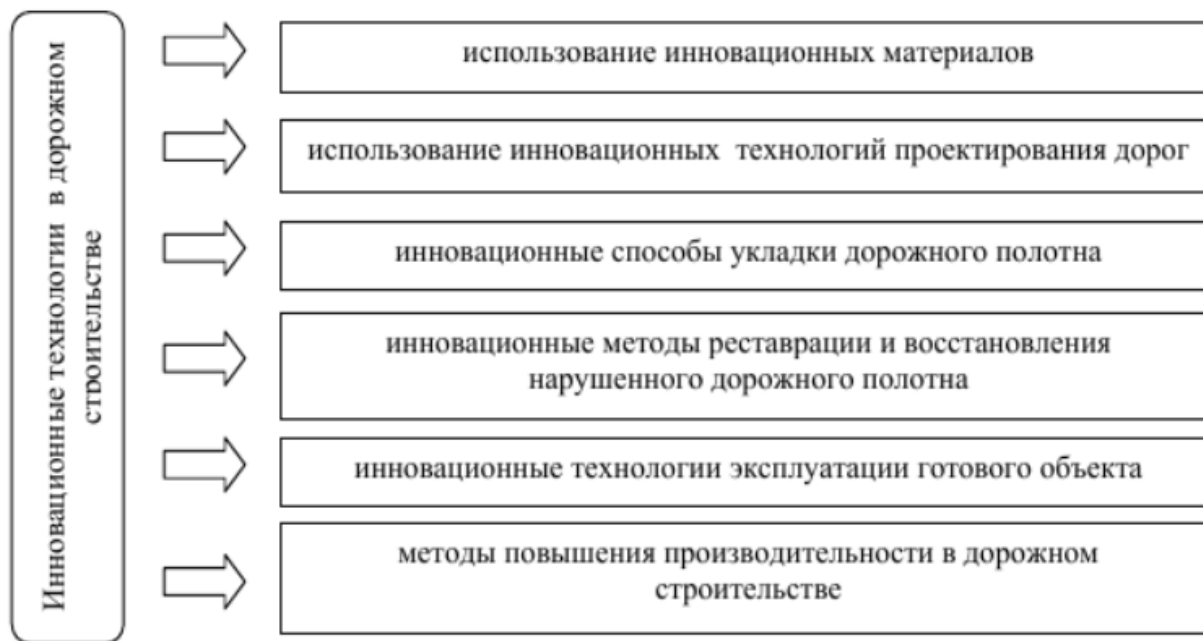 Инновационные технологии в дорожном
строительстве
использование инновационных материалов
использование инновационных технологий проектирования дорог
инновационные способы укладки дорожного полотна
инновационные методы реставрации и восстановления
нарушенного дорожного полотна
инновационные технологии эксплуатации готового объекта
методы повышения производительности в дорожном
строительстве